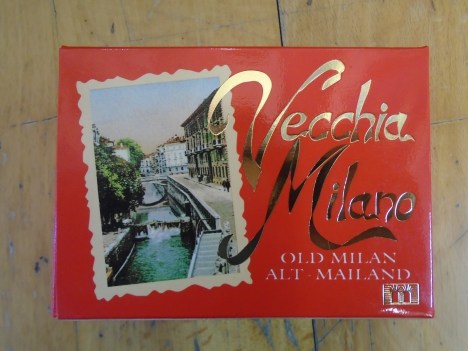 Vecchia
Milano
OLD MILAN
ALT - MAILAND